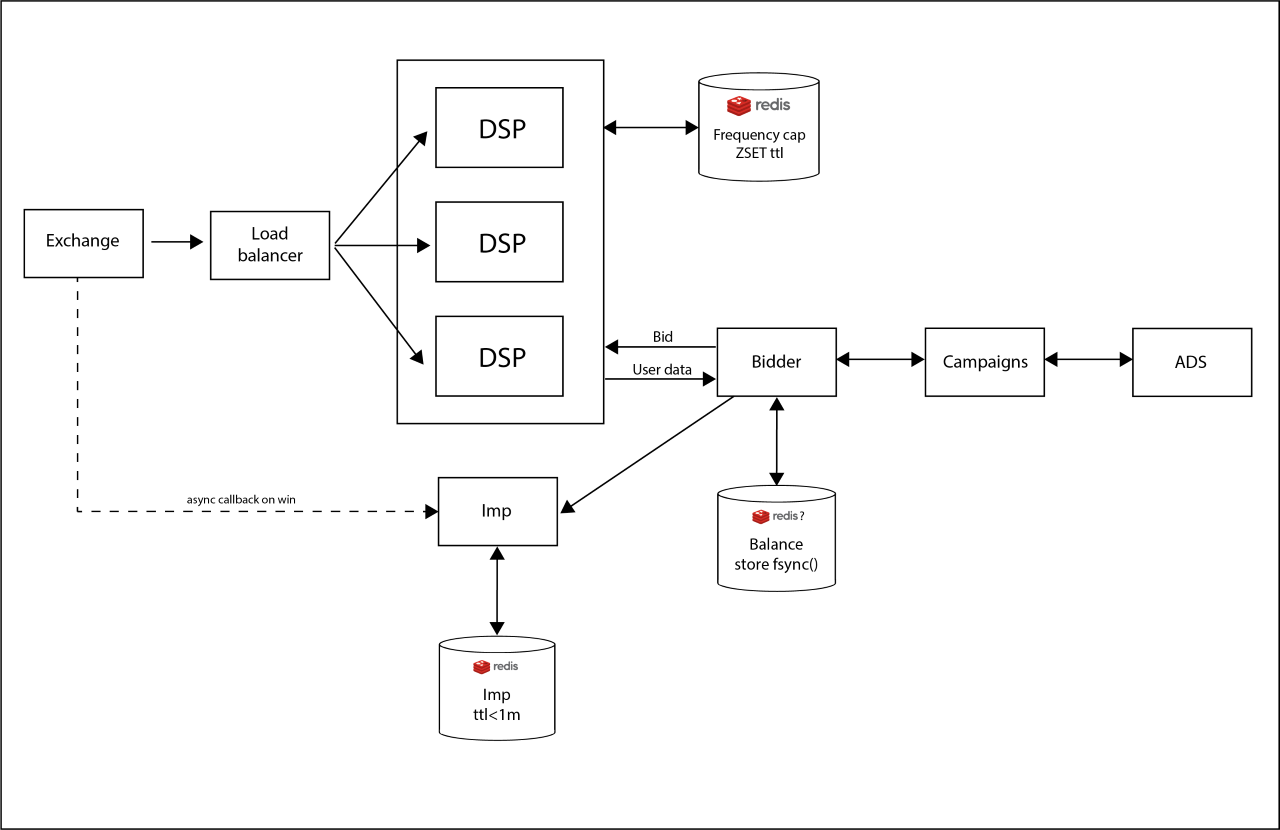 DSP
redis
Frequency cap
ZSET ttl
Exchange
Load
balancer
DSP
DSP
Bid
User data
Bidder
Campaigns
ADS
async callback on win
Imp
redis?
Balance
store fsync()
redis
Imp
ttl<1m